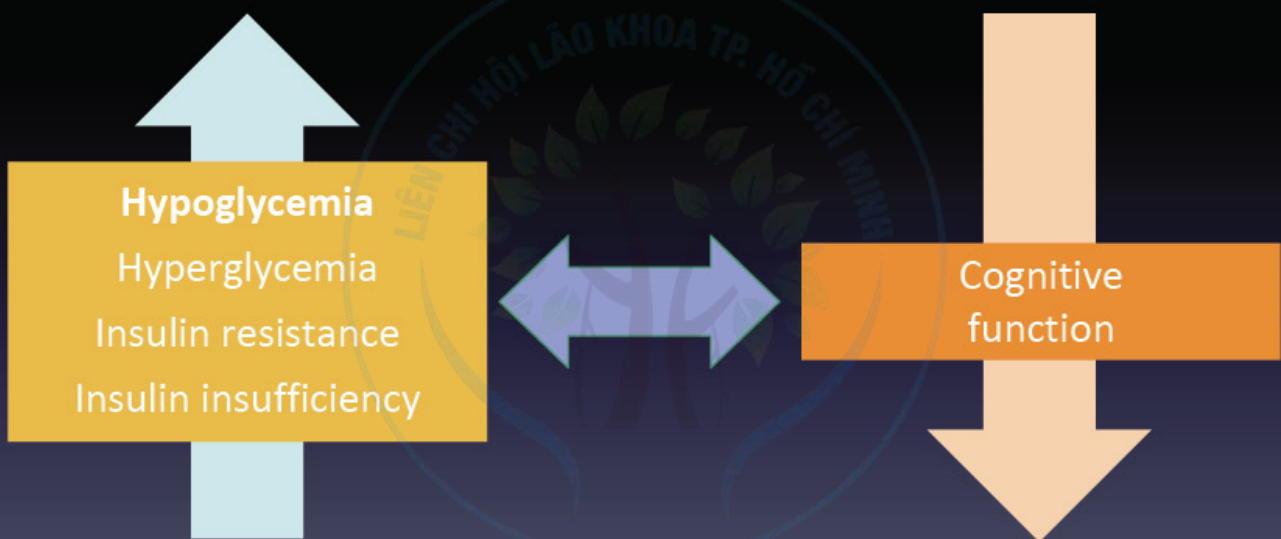 LIÊN CHI HỘI LÃO KHOA TP. HỒ CHÍ MINH
Hypoglycemia
Hyperglycemia
Insulin resistance
Insulin insufficiency
Cognitive
function